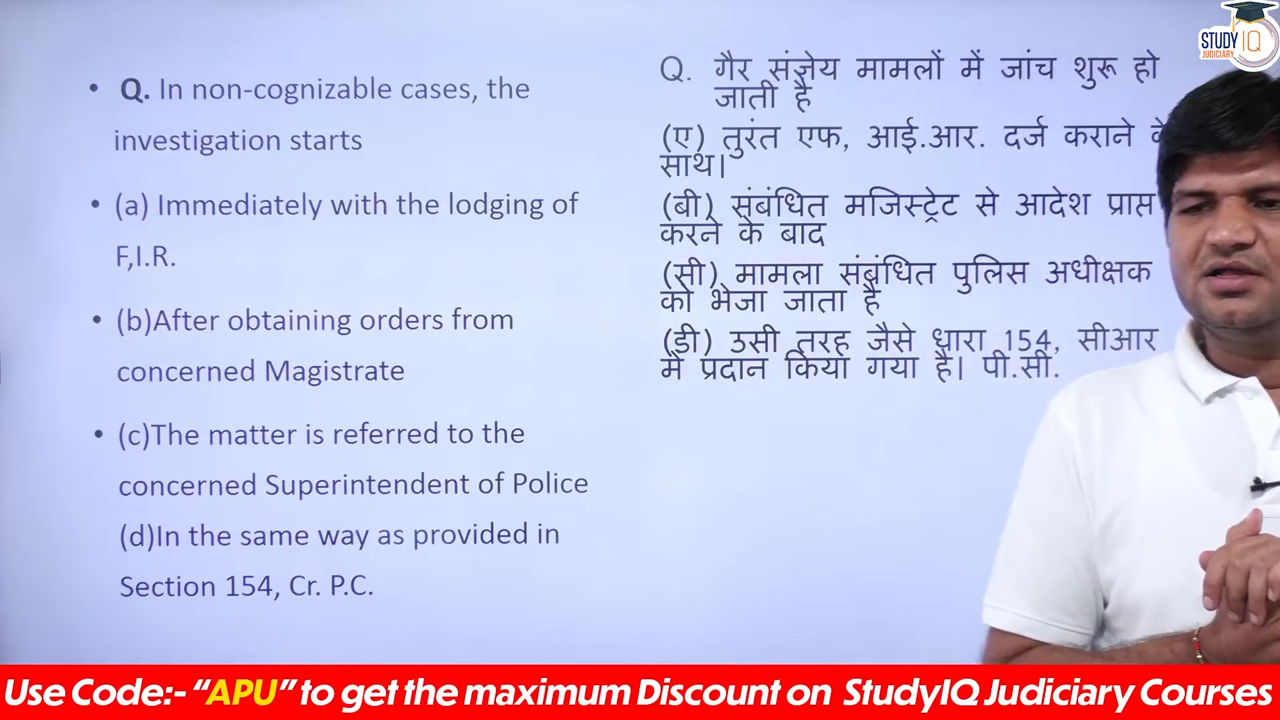 STUDY IQ
JUDICIARY
• Q. In non-cognizable cases, the
investigation starts
• (a) Immediately with the lodging of
F,I.R.
• (b)After obtaining orders from
concerned Magistrate
• (c)The matter is referred to the
concerned Superintendent of Police
(d)In the same way as provided in
Section 154, Cr. P.C.
Q. गैर संज्ञेय मामलों में जांच शुरू हो
जाती है
(ए) तुरंत एफ, आई.आर. दर्ज कराने के
साथ।
(बी) संबंधित मजिस्ट्रेट से आदेश प्राप्त
करने के बाद
(सी) मामला संबंधित पुलिस अधीक्षक
को भेजा जाता है
(डी) उसी तरह जैसे धारा 154, सीआर
में प्रदान किया गया है। पी.सी.
Use Code:- “APU” to get the maximum Discount on StudyIQ Judiciary Courses